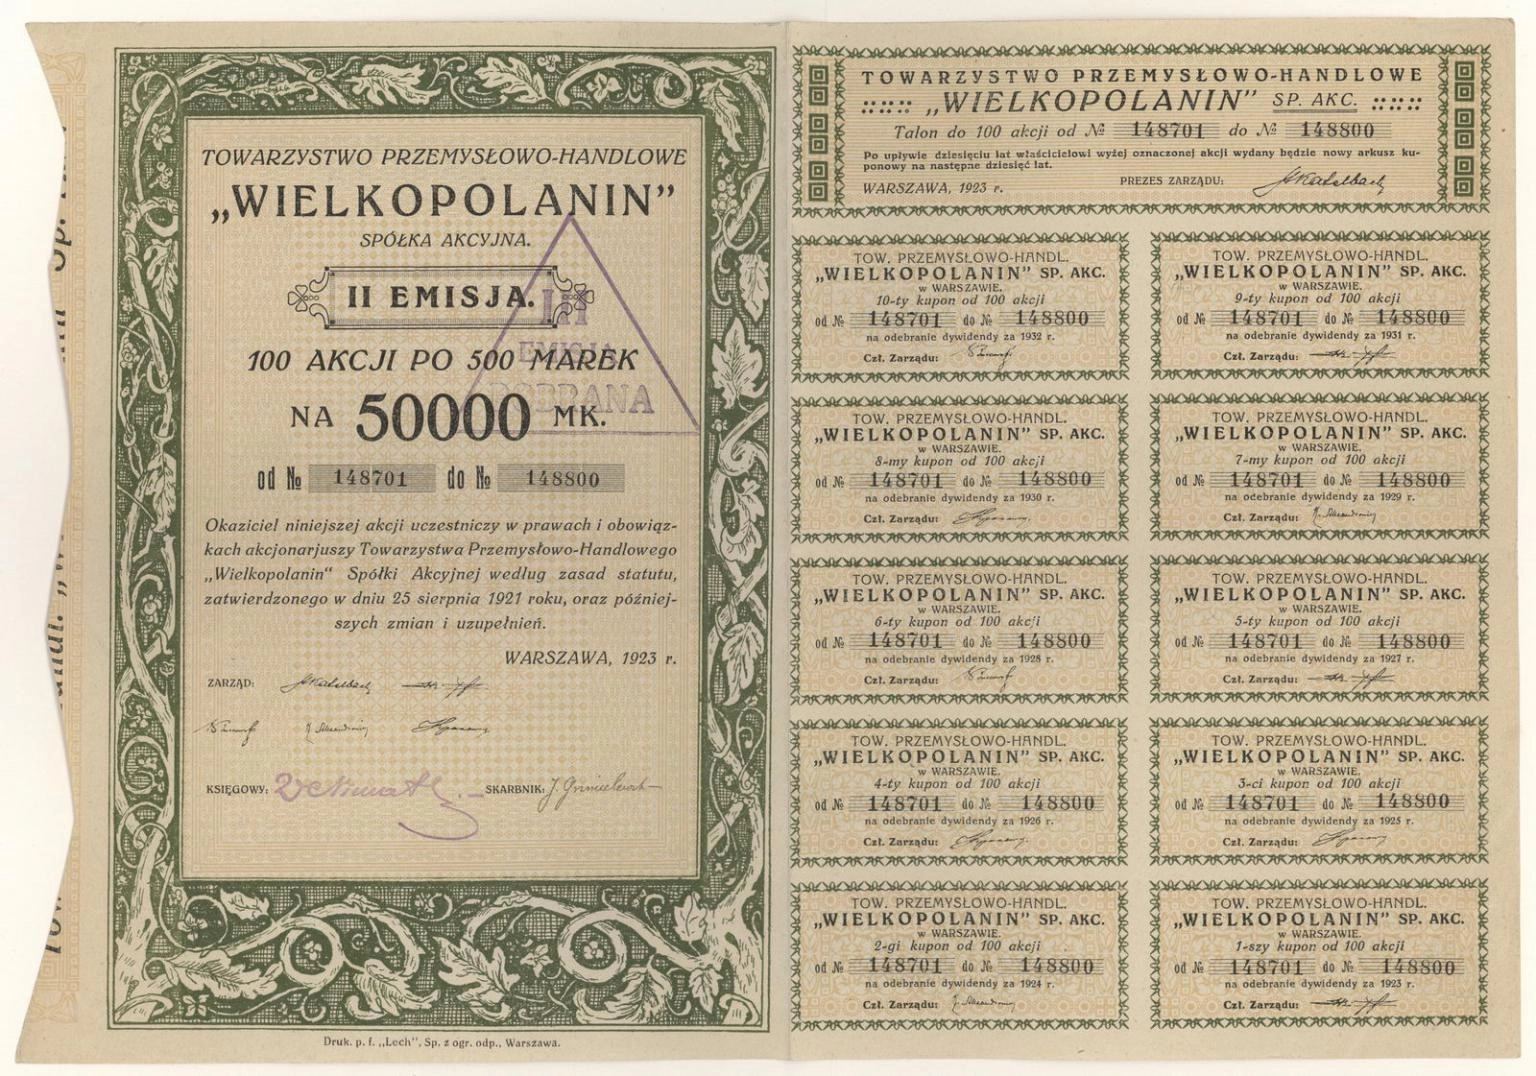 TOWARZYSTWO PRZEMYSŁOWO-HANDLOWE
„WIELKOPOLANIN”
SPÓŁKA AKCYJNA.
II EMISJA.
III
EMISJA
POBRANA
100 AKCJI PO 500 MAREK
NA 50000 MK.
od № 148701 do № 148800
Okaziciel niniejszej akcji uczestniczy w prawach i obowiąz-
kach akcjonarjuszy Towarzystwa Przemysłowo-Handlowego
„Wielkopolanin” Spółki Akcyjnej według zasad statutu,
zatwierdzonego w dniu 25 sierpnia 1921 roku, oraz później-
szych zmian i uzupełnień.
WARSZAWA, 1923 r.
ZARZĄD:
KSIĘGOWY: SKARBNIK:
Druk. p. f. „Lech”, Sp. z ogr. odp., Warszawa.
TOWARZYSTWO PRZEMYSŁOWO-HANDLOWE
„WIELKOPOLANIN” SP. AKC.
Talon do 100 akcji od № 148701 do № 148800
Po upływie dziesięciu lat właścicielowi wyżej oznaczonej akcji wydany będzie nowy arkusz ku-
ponowy na następne dziesięć lat.
WARSZAWA, 1923 r. PREZES ZARZĄDU:
TOW. PRZEMYSŁOWO-HANDL.
„WIELKOPOLANIN” SP. AKC.
w WARSZAWIE.
10-ty kupon od 100 akcji
od № 148701 do № 148800
na odebranie dywidendy za 1932 r.
Czł. Zarządu:
TOW. PRZEMYSŁOWO-HANDL.
„WIELKOPOLANIN” SP. AKC.
w WARSZAWIE.
9-ty kupon od 100 akcji
od № 148701 do № 148800
na odebranie dywidendy za 1931 r.
Czł. Zarządu:
TOW. PRZEMYSŁOWO-HANDL.
„WIELKOPOLANIN” SP. AKC.
w WARSZAWIE.
8-my kupon od 100 akcji
od № 148701 do № 148800
na odebranie dywidendy za 1930 r.
Czł. Zarządu:
TOW. PRZEMYSŁOWO-HANDL.
„WIELKOPOLANIN” SP. AKC.
w WARSZAWIE.
7-my kupon od 100 akcji
od № 148701 do № 148800
na odebranie dywidendy za 1929 r.
Czł. Zarządu:
TOW. PRZEMYSŁOWO-HANDL.
„WIELKOPOLANIN” SP. AKC.
w WARSZAWIE.
6-ty kupon od 100 akcji
od № 148701 do № 148800
na odebranie dywidendy za 1928 r.
Czł. Zarządu:
TOW. PRZEMYSŁOWO-HANDL.
„WIELKOPOLANIN” SP. AKC.
w WARSZAWIE.
5-ty kupon od 100 akcji
od № 148701 do № 148800
na odebranie dywidendy za 1927 r.
Czł. Zarządu:
TOW. PRZEMYSŁOWO-HANDL.
„WIELKOPOLANIN” SP. AKC.
w WARSZAWIE.
4-ty kupon od 100 akcji
od № 148701 do № 148800
na odebranie dywidendy za 1926 r.
Czł. Zarządu:
TOW. PRZEMYSŁOWO-HANDL.
„WIELKOPOLANIN” SP. AKC.
w WARSZAWIE.
3-ci kupon od 100 akcji
od № 148701 do № 148800
na odebranie dywidendy za 1925 r.
Czł. Zarządu:
TOW. PRZEMYSŁOWO-HANDL.
„WIELKOPOLANIN” SP. AKC.
w WARSZAWIE.
2-gi kupon od 100 akcji
od № 148701 do № 148800
na odebranie dywidendy za 1924 r.
Czł. Zarządu:
TOW. PRZEMYSŁOWO-HANDL.
„WIELKOPOLANIN” SP. AKC.
w WARSZAWIE.
1-szy kupon od 100 akcji
od № 148701 do № 148800
na odebranie dywidendy za 1923 r.
Czł. Zarządu: